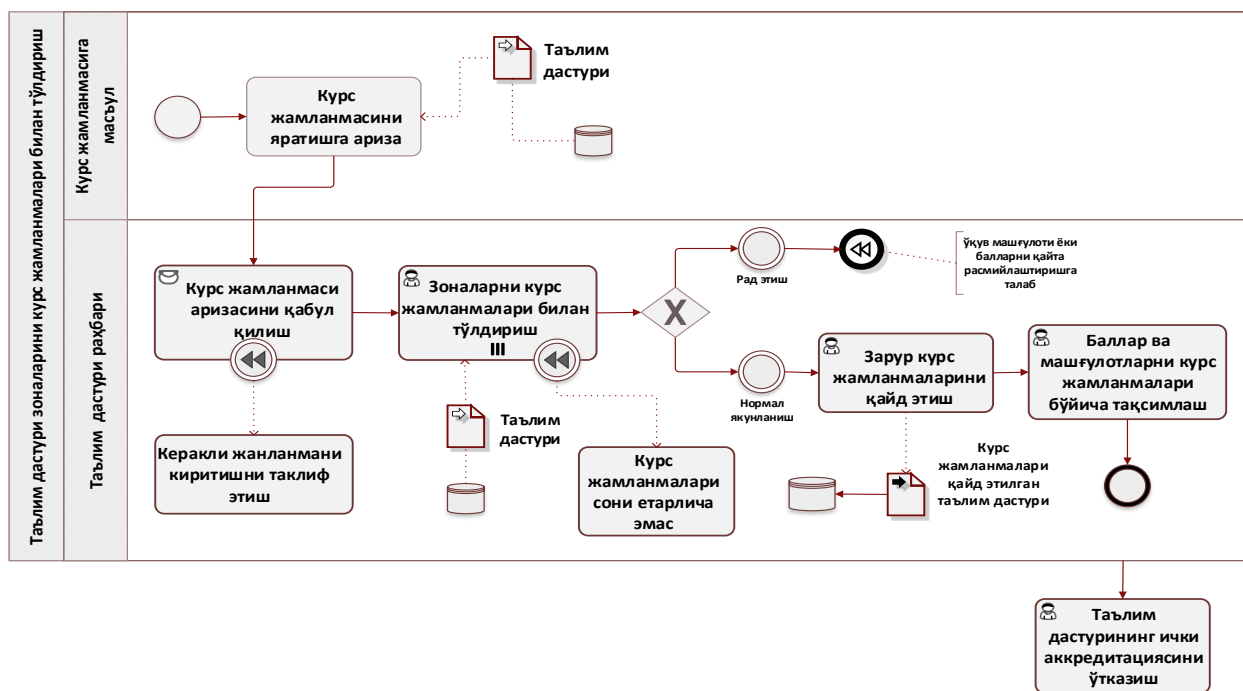 Таълим дастури зоналарини курс жамланмалари билан тўлдириш
Курс жамланмасига
масъул
Курс
жамланмасини
яратишга ариза
Таълим
дастури
Таълим дастури раҳбари
Курс жамланмаси
аризасини қабул
қилиш
Керакли жанланмани
киритишни таклиф
этиш
Зоналарни курс
жамланмалари билан
тўлдириш
Таълим
дастури
Курс
жамланмалари
сони етарлича
эмас
X
Рад этиш
ўқув машғулоти ёки
балларни қайта
расмийлаштиришга
талаб
Нормал
якунланиш
Зарур курс
жамланмаларини
қайд этиш
Курс
жамланмалари
қайд этилган
таълим дастури
Баллар ва
машғулотларни курс
жамланмалари
бўйича тақсимлаш
Таълим
дастурининг ички
аккредитациясини
ўтказиш